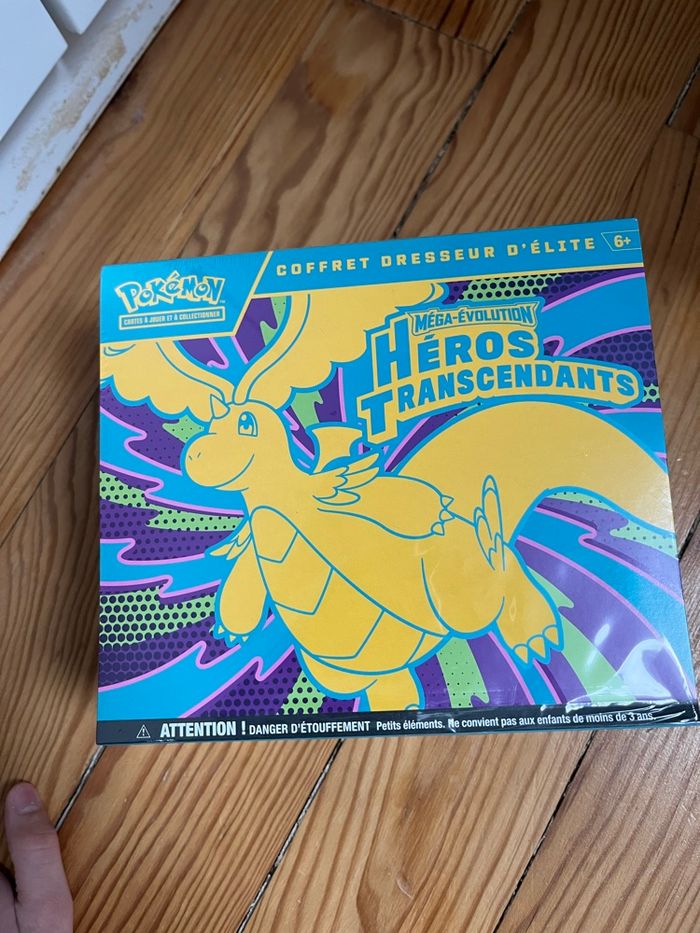 COFFRET DRESSEUR D'ÉLITE
6+
POKéMON
CARTES À JOUER ET À COLLECTIONNER
MÉGA-ÉVOLUTION
HÉROS
TRANSCENDANTS
ATTENTION ! DANGER D'ÉTOUFFEMENT Petits éléments. Ne convient pas aux enfants de moins de 3 ans.